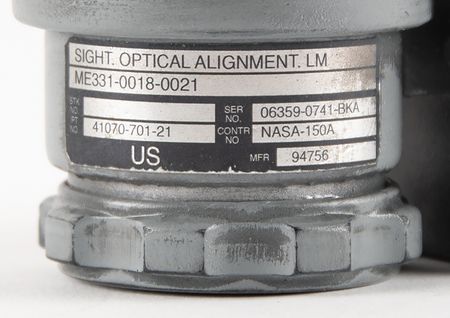 SIGHT. OPTICAL ALIGNMENT. LM
ME331-0018-0021
STK NO
SER NO. 06359-0741-BKA
PT NO 41070-701-21
CONTR NO NASA-150A
US MFR 94756